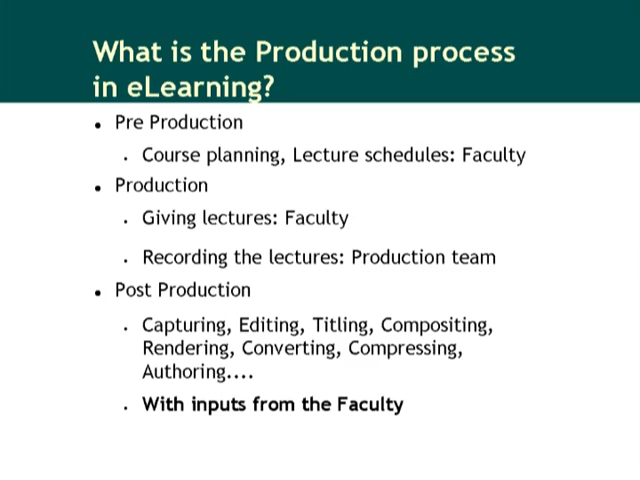 What is the Production process
in eLearning?
• Pre Production
• Course planning, Lecture schedules: Faculty
• Production
• Giving lectures: Faculty
• Recording the lectures: Production team
• Post Production
• Capturing, Editing, Titling, Compositing,
Rendering, Converting, Compressing,
Authoring....
• With inputs from the Faculty